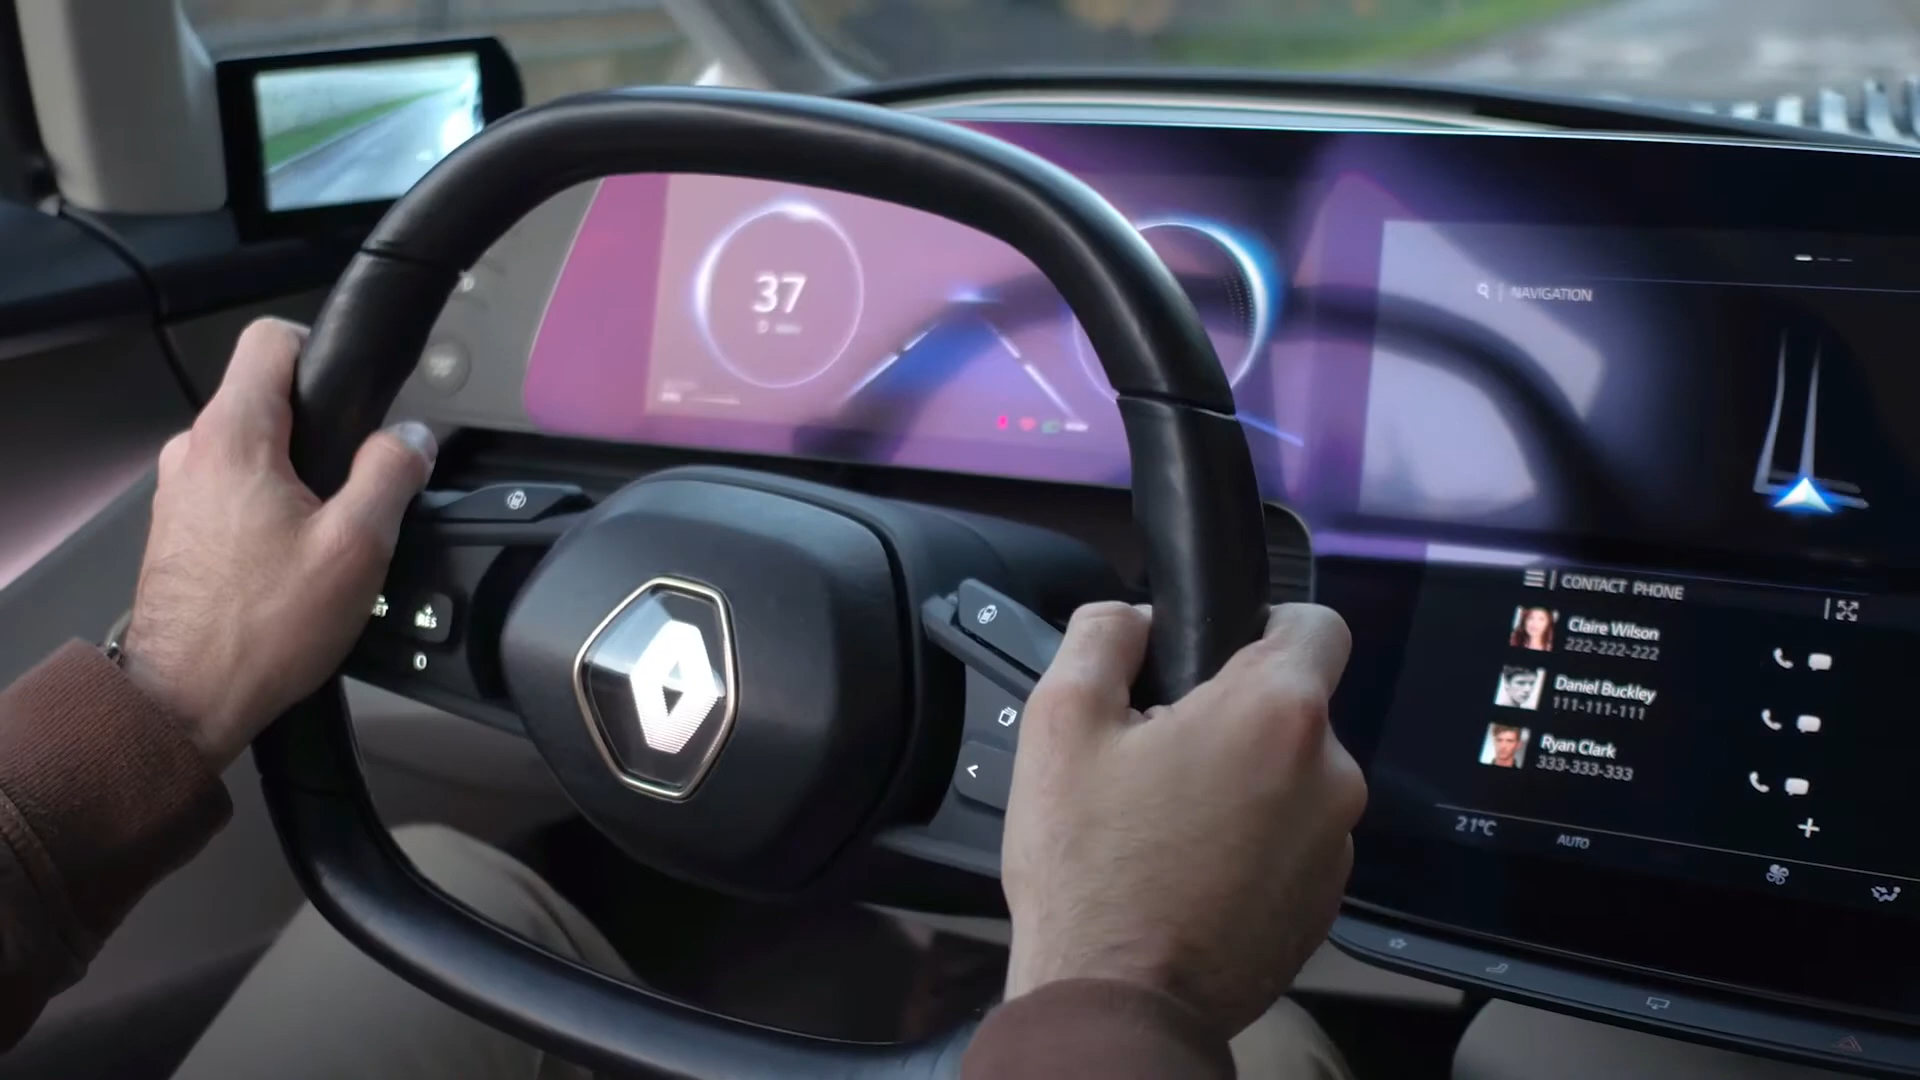 37
D
NAVIGATION
CONTACT PHONE
Claire Wilson
222-222-222
Daniel Buckley
111-111-111
Ryan Clark
333-333-333
21°C
AUTO
RES
0